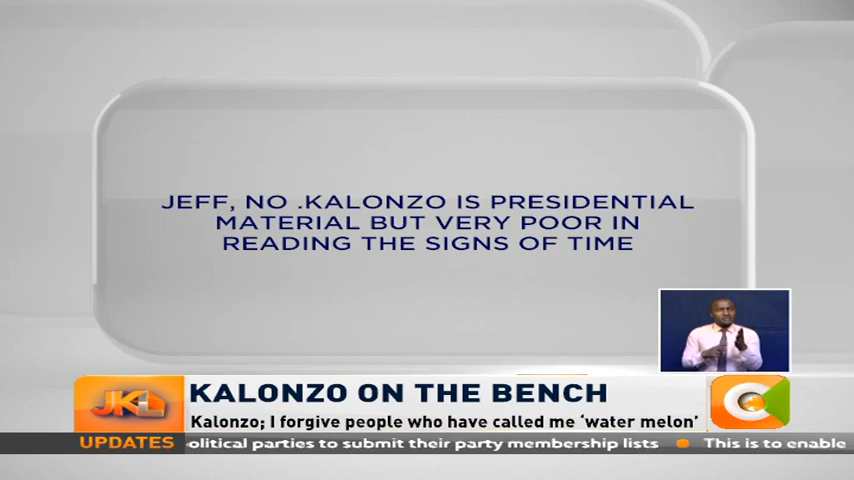 JEFF, NO .KALONZO IS PRESIDENTIAL
MATERIAL BUT VERY POOR IN
READING THE SIGNS OF TIME
JKL
KALONZO ON THE BENCH
Kalonzo; I forgive people who have called me ‘water melon’
UPDATES
olitical parties to submit their party membership lists
This is to enable